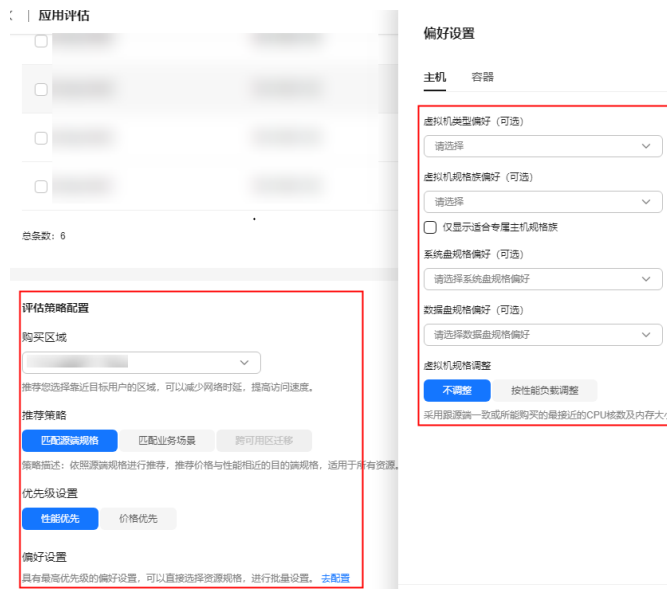 应用评估
总条数: 6
评估策略配置
购买区域
推荐您选择靠近目标用户的区域，可以减少网络时延，提高访问速度。
推荐策略
匹配源端规格 匹配业务场景 跨可用区迁移
策略描述：依照源端规格进行推荐，推荐价格与性能相近的目的端规格，适用于所有资源。
优先级设置
性能优先 价格优先
偏好设置
具有最高优先级的偏好设置，可以直接选择资源规格，进行批量设置。 去配置
偏好设置
主机 容器
虚拟机类型偏好（可选）
请选择
虚拟机规格族偏好（可选）
请选择
仅显示适合专属主机规格族
系统盘规格偏好（可选）
请选择系统盘规格偏好
数据盘规格偏好（可选）
请选择数据盘规格偏好
虚拟机规格调整
不调整 按性能负载调整
采用跟源端一致或所能购买的最接近的CPU核数及内存大